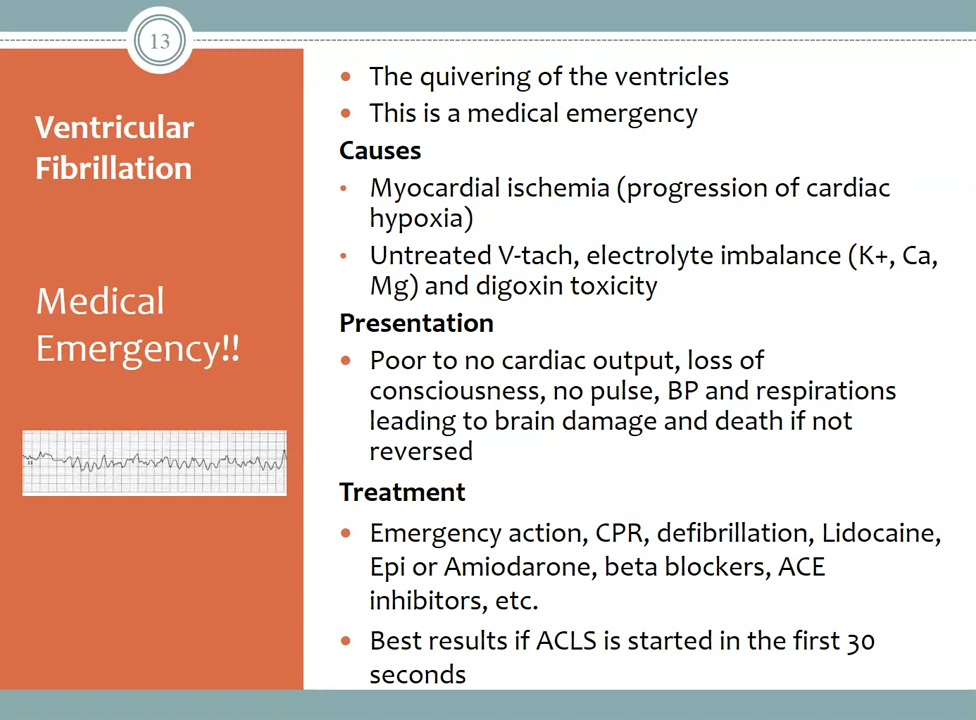 13
Ventricular
Fibrillation
Medical
Emergency!!
• The quivering of the ventricles
• This is a medical emergency
Causes
• Myocardial ischemia (progression of cardiac
hypoxia)
• Untreated V-tach, electrolyte imbalance (K+, Ca,
Mg) and digoxin toxicity
Presentation
• Poor to no cardiac output, loss of
consciousness, no pulse, BP and respirations
leading to brain damage and death if not
reversed
Treatment
• Emergency action, CPR, defibrillation, Lidocaine,
Epi or Amiodarone, beta blockers, ACE
inhibitors, etc.
• Best results if ACLS is started in the first 30
seconds